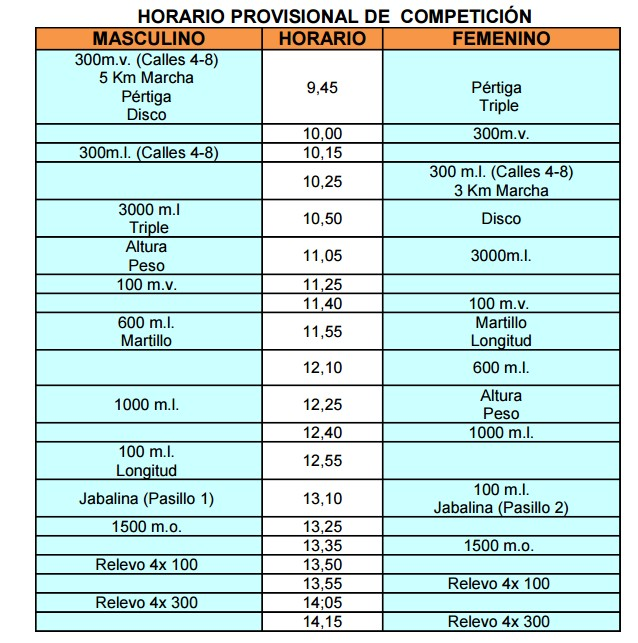 HORARIO PROVISIONAL DE COMPETICIÓN
MASCULINO HORARIO FEMENINO
300m.v. (Calles 4-8)
5 Km Marcha
Pértiga
Disco
9,45
Pértiga
Triple
10,00 300m.v.
300m.l. (Calles 4-8) 10,15
10,25
300 m.l. (Calles 4-8)
3 Km Marcha
3000 m.l
Triple
10,50 Disco
Altura
Peso
11,05 3000m.l.
100 m.v. 11,25
11,40 100 m.v.
600 m.l.
Martillo
11,55
Martillo
Longitud
12,10 600 m.l.
1000 m.l. 12,25
Altura
Peso
12,40 1000 m.l.
100 m.l.
Longitud
12,55
Jabalina (Pasillo 1) 13,10
100 m.l.
Jabalina (Pasillo 2)
1500 m.o. 13,25
13,35 1500 m.o.
Relevo 4x 100 13,50
13,55 Relevo 4x 100
Relevo 4x 300 14;05
14,15 Relevo 4x 300